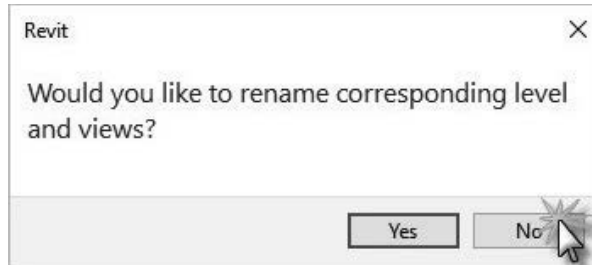 Revit
Would you like to rename corresponding level
and views?
Yes No